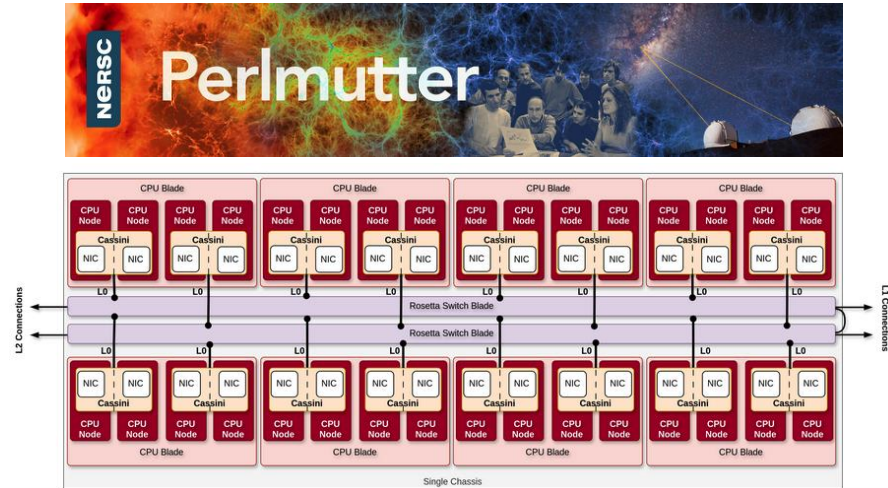 NERSC
Perlmutter
CPU Blade CPU Blade CPU Blade CPU Blade
CPU CPU CPU CPU CPU CPU CPU CPU CPU CPU CPU CPU CPU CPU CPU CPU
Node Node Node Node Node Node Node Node Node Node Node Node Node Node Node Node
Cassini Cassini Cassini Cassini Cassini Cassini Cassini Cassini
NIC NIC NIC NIC NIC NIC NIC NIC NIC NIC NIC NIC NIC NIC NIC NIC
L0 L0 L0 L0 L0 L0 L0 L0
Rosetta Switch Blade
Rosetta Switch Blade
L2 Connections
L1 Connections
L0 L0 L0 L0 L0 L0 L0 L0
NIC NIC NIC NIC NIC NIC NIC NIC NIC NIC NIC NIC NIC NIC NIC NIC
Cassini Cassini Cassini Cassini Cassini Cassini Cassini Cassini
CPU CPU CPU CPU CPU CPU CPU CPU CPU CPU CPU CPU CPU CPU CPU CPU
Node Node Node Node Node Node Node Node Node Node Node Node Node Node Node Node
CPU Blade CPU Blade CPU Blade CPU Blade
Single Chassis